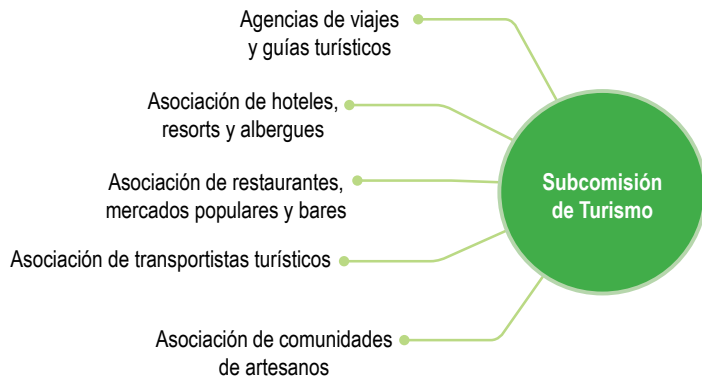 Agencias de viajes
y guías turísticos
Asociación de hoteles,
resorts y albergues
Asociación de restaurantes,
mercados populares y bares
Asociación de transportistas turísticos
Asociación de comunidades
de artesanos
Subcomisión
de Turismo